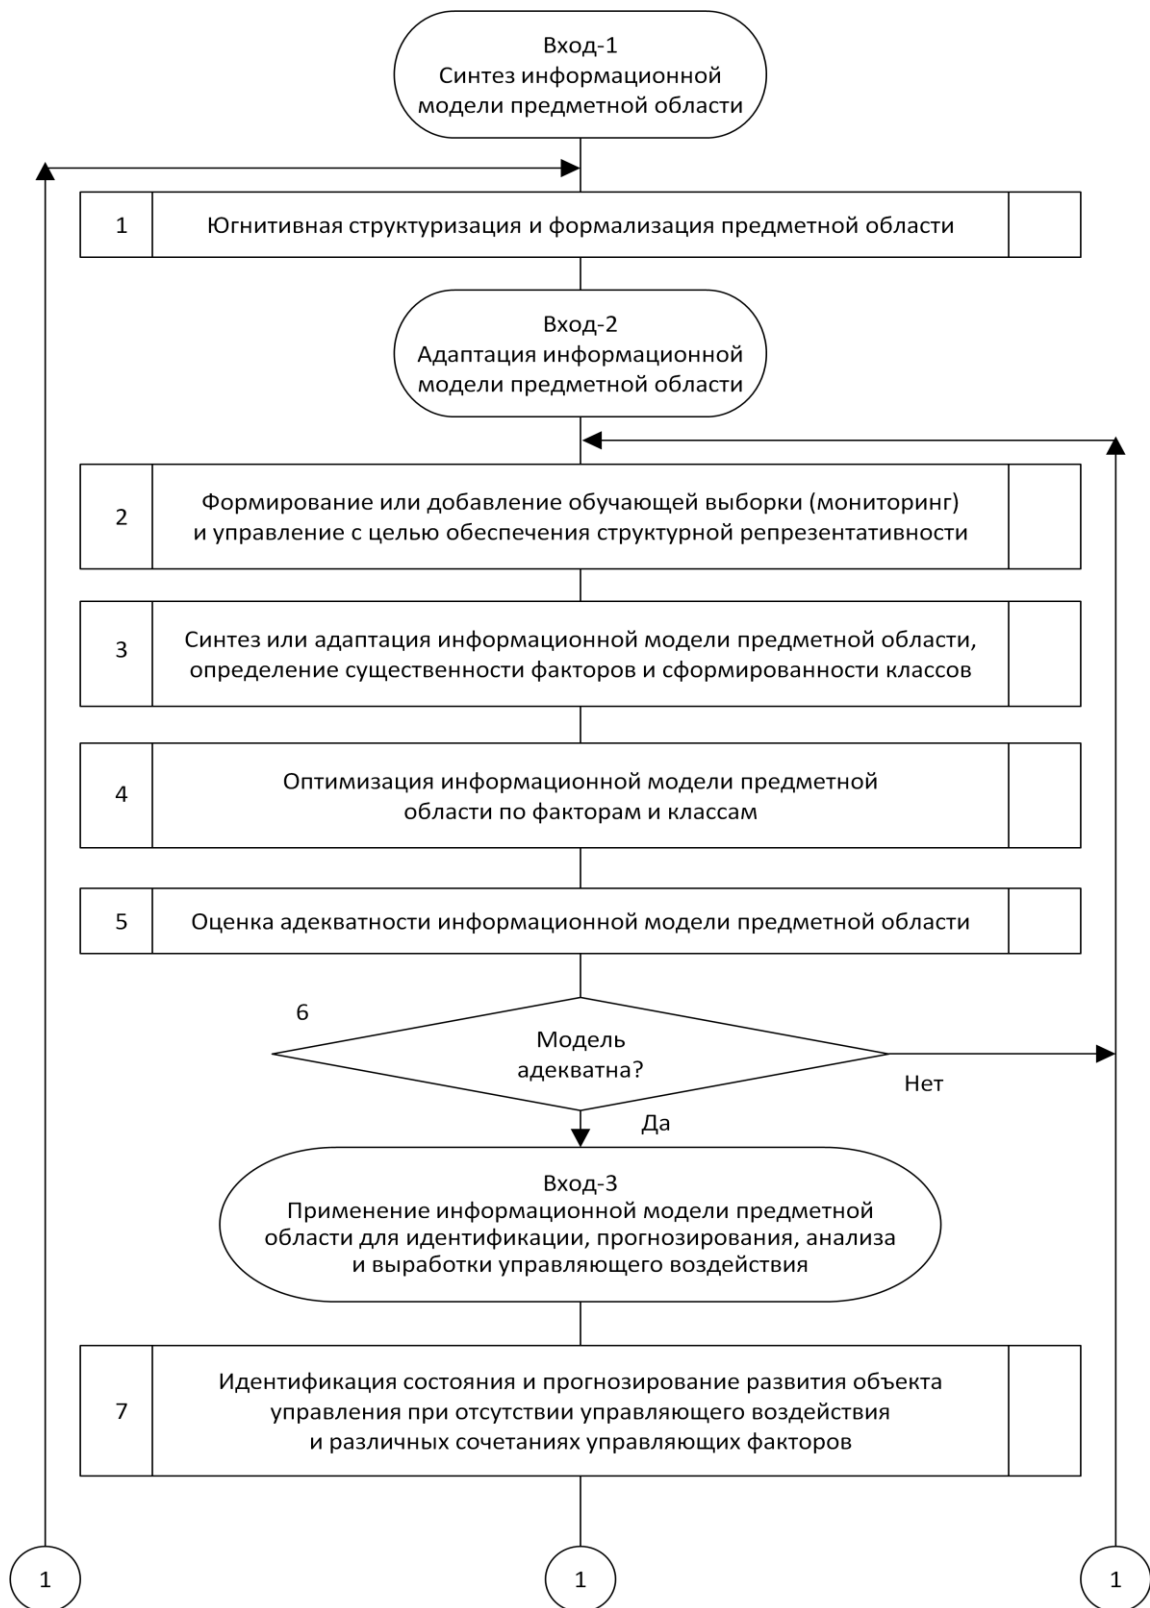 Вход-1
Синтез информационной
модели предметной области
1
Югнитивная структуризация и формализация предметной области
Вход-2
Адаптация информационной
модели предметной области
2
Формирование или добавление обучающей выборки (мониторинг)
и управление с целью обеспечения структурной репрезентативности
3
Синтез или адаптация информационной модели предметной области,
определение существенности факторов и сформированности классов
4
Оптимизация информационной модели предметной
области по факторам и классам
5
Оценка адекватности информационной модели предметной области
6
Модель
адекватна?
Нет
Да
Вход-3
Применение информационной модели предметной
области для идентификации, прогнозирования, анализа
и выработки управляющего воздействия
7
Идентификация состояния и прогнозирование развития объекта
управления при отсутствии управляющего воздействия
и различных сочетаниях управляющих факторов
1
1
1